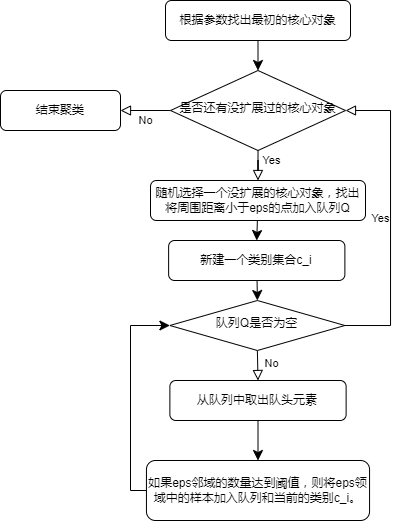 根据参数找出最初的核心对象
是否还有没扩展过的核心对象
结束聚类
No
Yes
随机选择一个没扩展的核心对象，找出
将周围距离小于eps的点加入队列Q
Yes
新建一个类别集合c_i
队列Q是否为空
No
从队列中取出队头元素
如果eps邻域的数量达到阈值，则将eps领
域中的样本加入队列和当前的类别c_i。